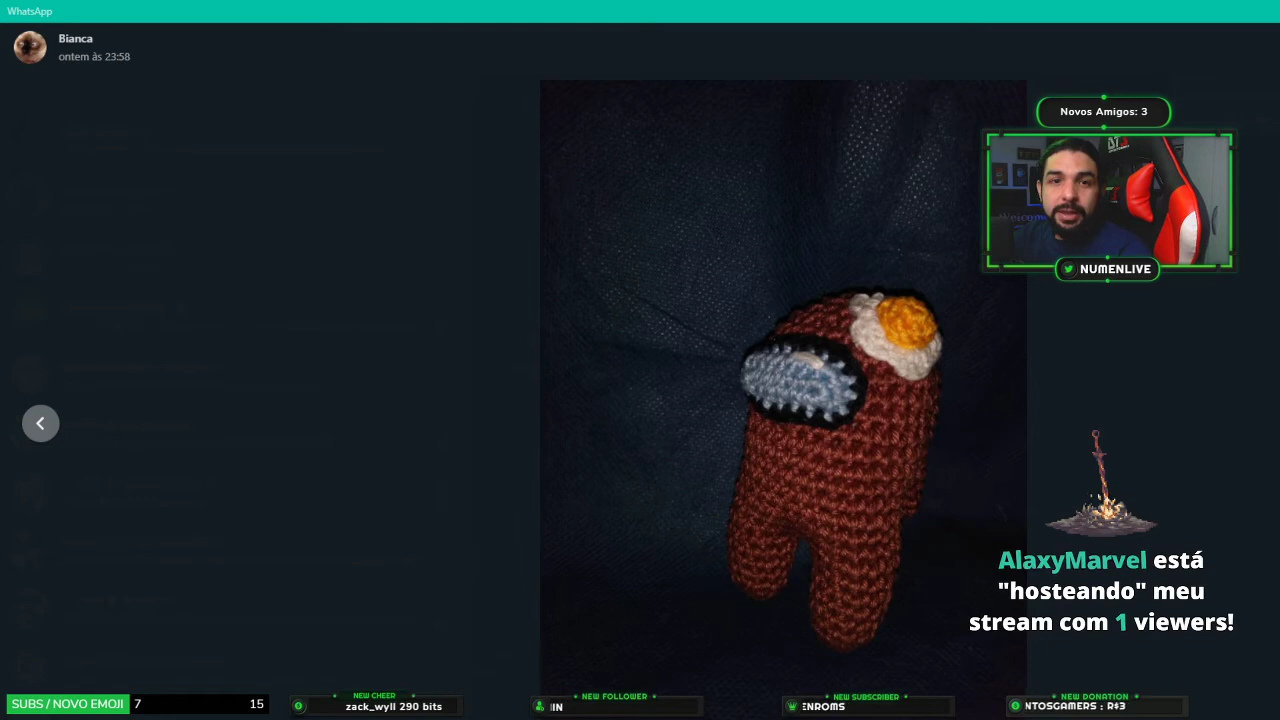 WhatsApp
Bianca
ontem às 23:58
Novos Amigos: 3
NUMENLIVE
AlaxyMarvel está
"hosteando" meu
stream com 1 viewers!
SUBS / NOVO EMOJI 7 15
NEW CHEER
zack_wyll 290 bits
NEW FOLLOWER
IN
NEW SUBSCRIBER
ENROMS
NEW DONATION
NTOSGAMERS : R$3